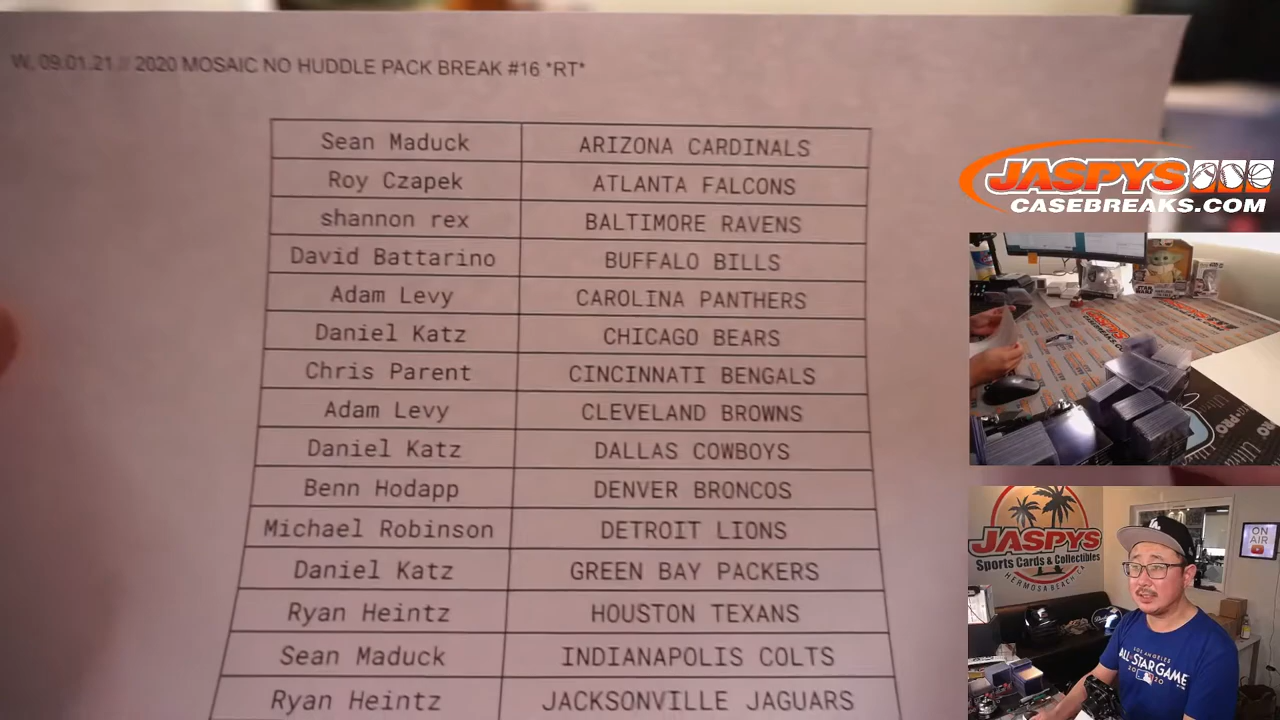 W, 09.01.21 // 2020 MOSAIC NO HUDDLE PACK BREAK #16 *RT*
Sean Maduck ARIZONA CARDINALS
Roy Czapek ATLANTA FALCONS
shannon rex BALTIMORE RAVENS
David Battarino BUFFALO BILLS
Adam Levy CAROLINA PANTHERS
Daniel Katz CHICAGO BEARS
Chris Parent CINCINNATI BENGALS
Adam Levy CLEVELAND BROWNS
Daniel Katz DALLAS COWBOYS
Benn Hodapp DENVER BRONCOS
Michael Robinson DETROIT LIONS
Daniel Katz GREEN BAY PACKERS
Ryan Heintz HOUSTON TEXANS
Sean Maduck INDIANAPOLIS COLTS
Ryan Heintz JACKSONVILLE JAGUARS
JASPYS
CASEBREAKS.COM
JASPYS
Sports Cards & Collectibles
HERMOSA BEACH CA
ON
AIR
LOS ANGELES
ALL-STAR GAME
2020